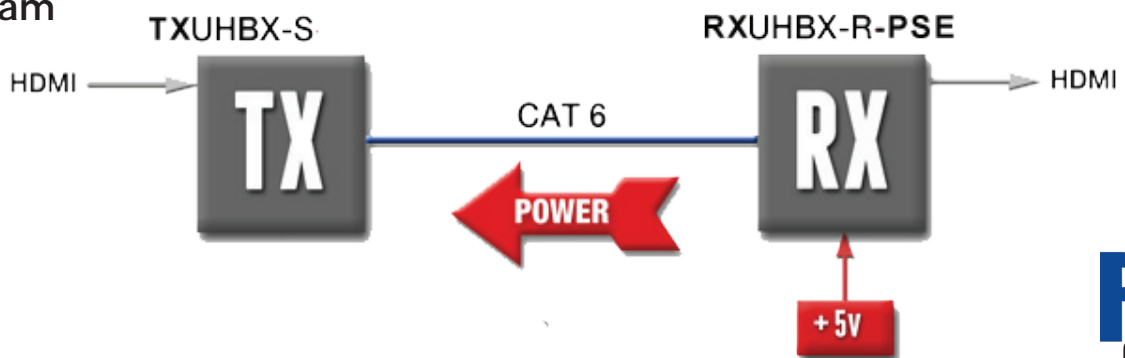 am
TXUHBX-S
RXUHBX-R-PSE
HDMI
TX
CAT 6
RX
HDMI
POWER
+5V